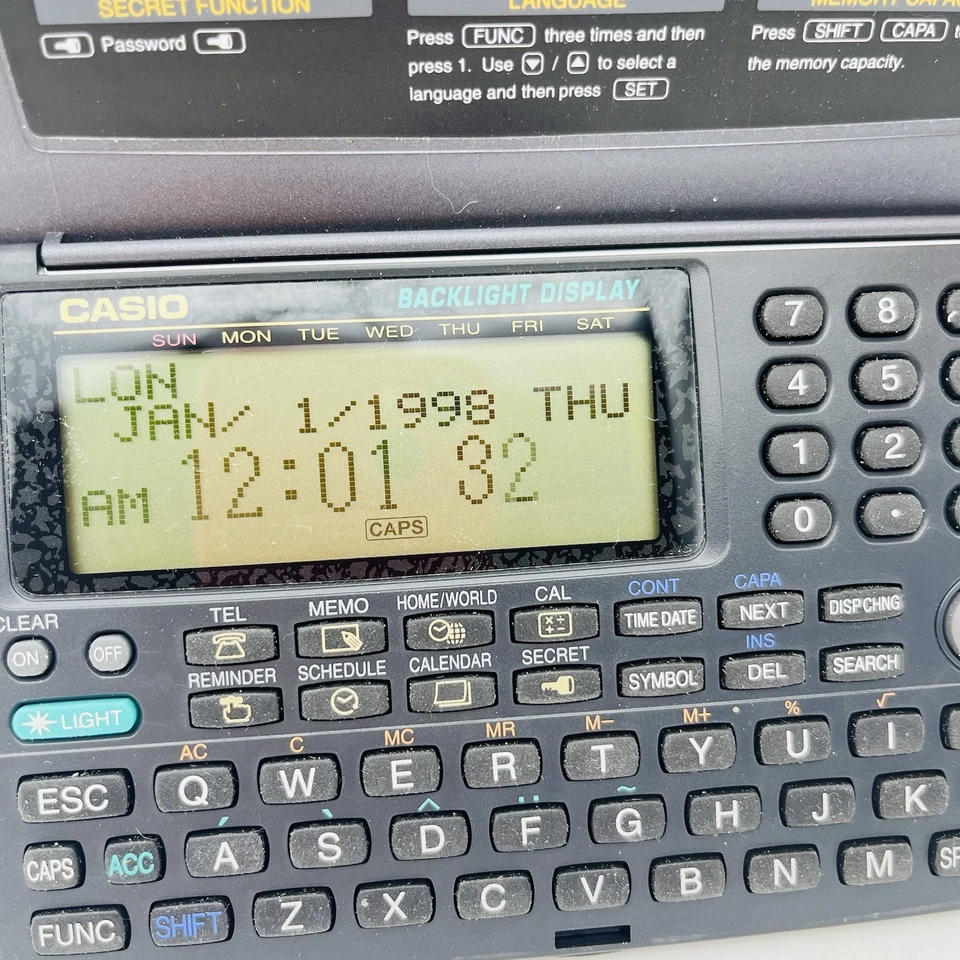 SECRET FUNCTION
Password
LANGUAGE
Press FUNC three times and then
press 1. Use ▼ / ▲ to select a
language and then press SET
MEMORY
Press SHIFT CAPA
the memory capacity.
CASIO
BACKLIGHT DISPLAY
SUN MON TUE WED THU FRI SAT
LON
JAN/ 1/1998 THU
AM 12:01 32
CAPS
7 8
4 5
1 2
0 .
CLEAR
ON OFF
LIGHT
TEL MEMO HOME/WORLD CAL CONT CAPA
TIME DATE NEXT DISP CHNG
REMINDER SCHEDULE CALENDAR SECRET INS
SYMBOL DEL SEARCH
AC C MC MR M− M+ % √
ESC Q W E R T Y U I
´ ` ^ ¨ ~
CAPS ACC A S D F G H J K
FUNC SHIFT Z X C V B N M